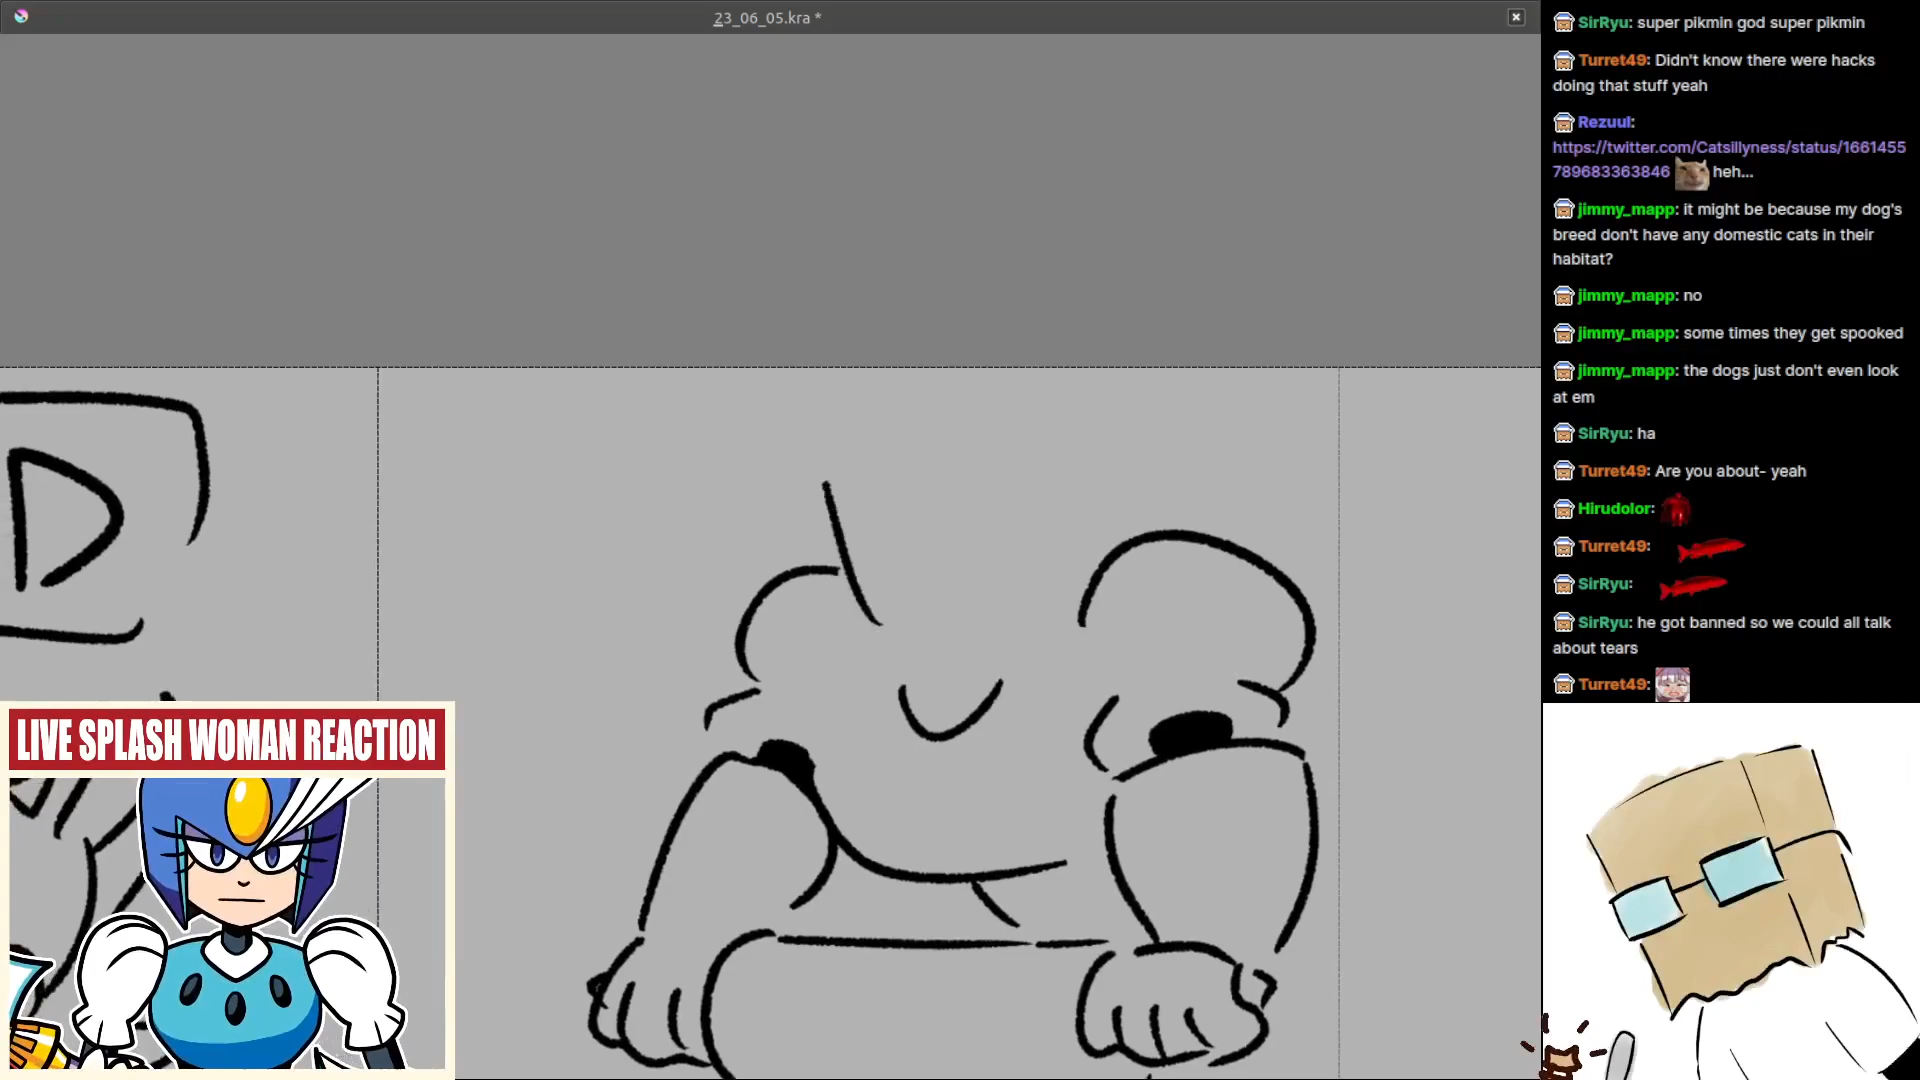 23_06_05.kra *
D
SirRyu: super pikmin god super pikmin
Turret49: Didn't know there were hacks
doing that stuff yeah
Rezuul:
https://twitter.com/Catsillyness/status/1661455
789683363846 heh...
jimmy_mapp: it might be because my dog's
breed don't have any domestic cats in their
habitat?
jimmy_mapp: no
jimmy_mapp: some times they get spooked
jimmy_mapp: the dogs just don't even look
at em
SirRyu: ha
Turret49: Are you about- yeah
Hirudolor:
Turret49:
SirRyu:
SirRyu: he got banned so we could all talk
about tears
Turret49:
LIVE SPLASH WOMAN REACTION